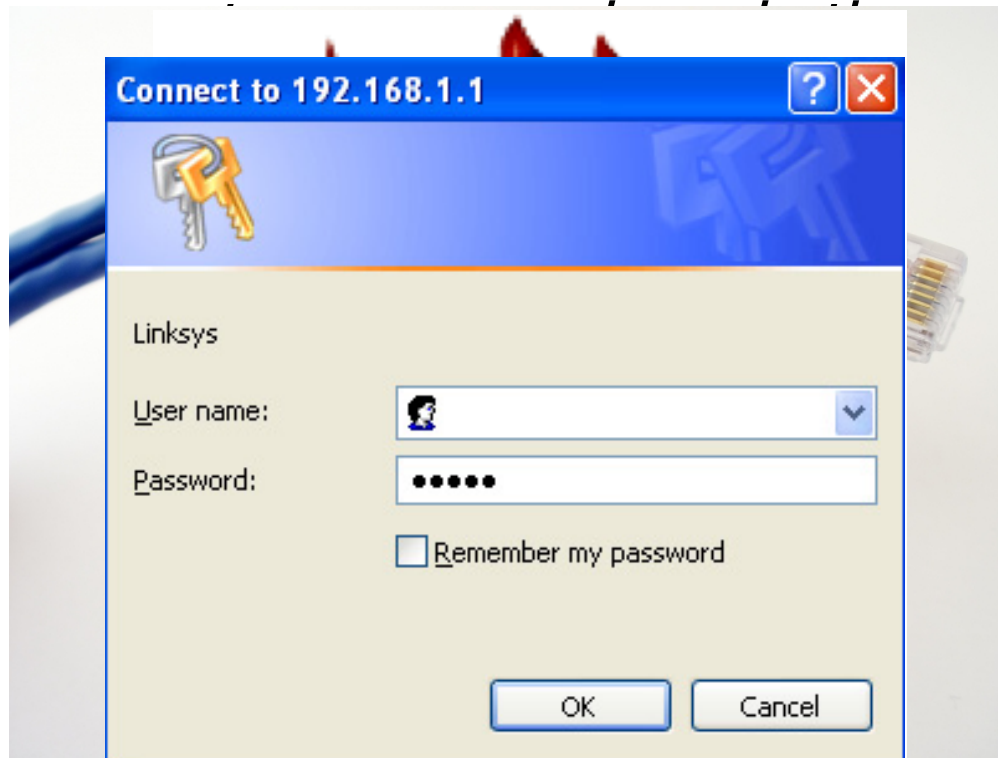 Connect to 192.168.1.1
Linksys
User name:
Password:
Remember my password
OK
Cancel